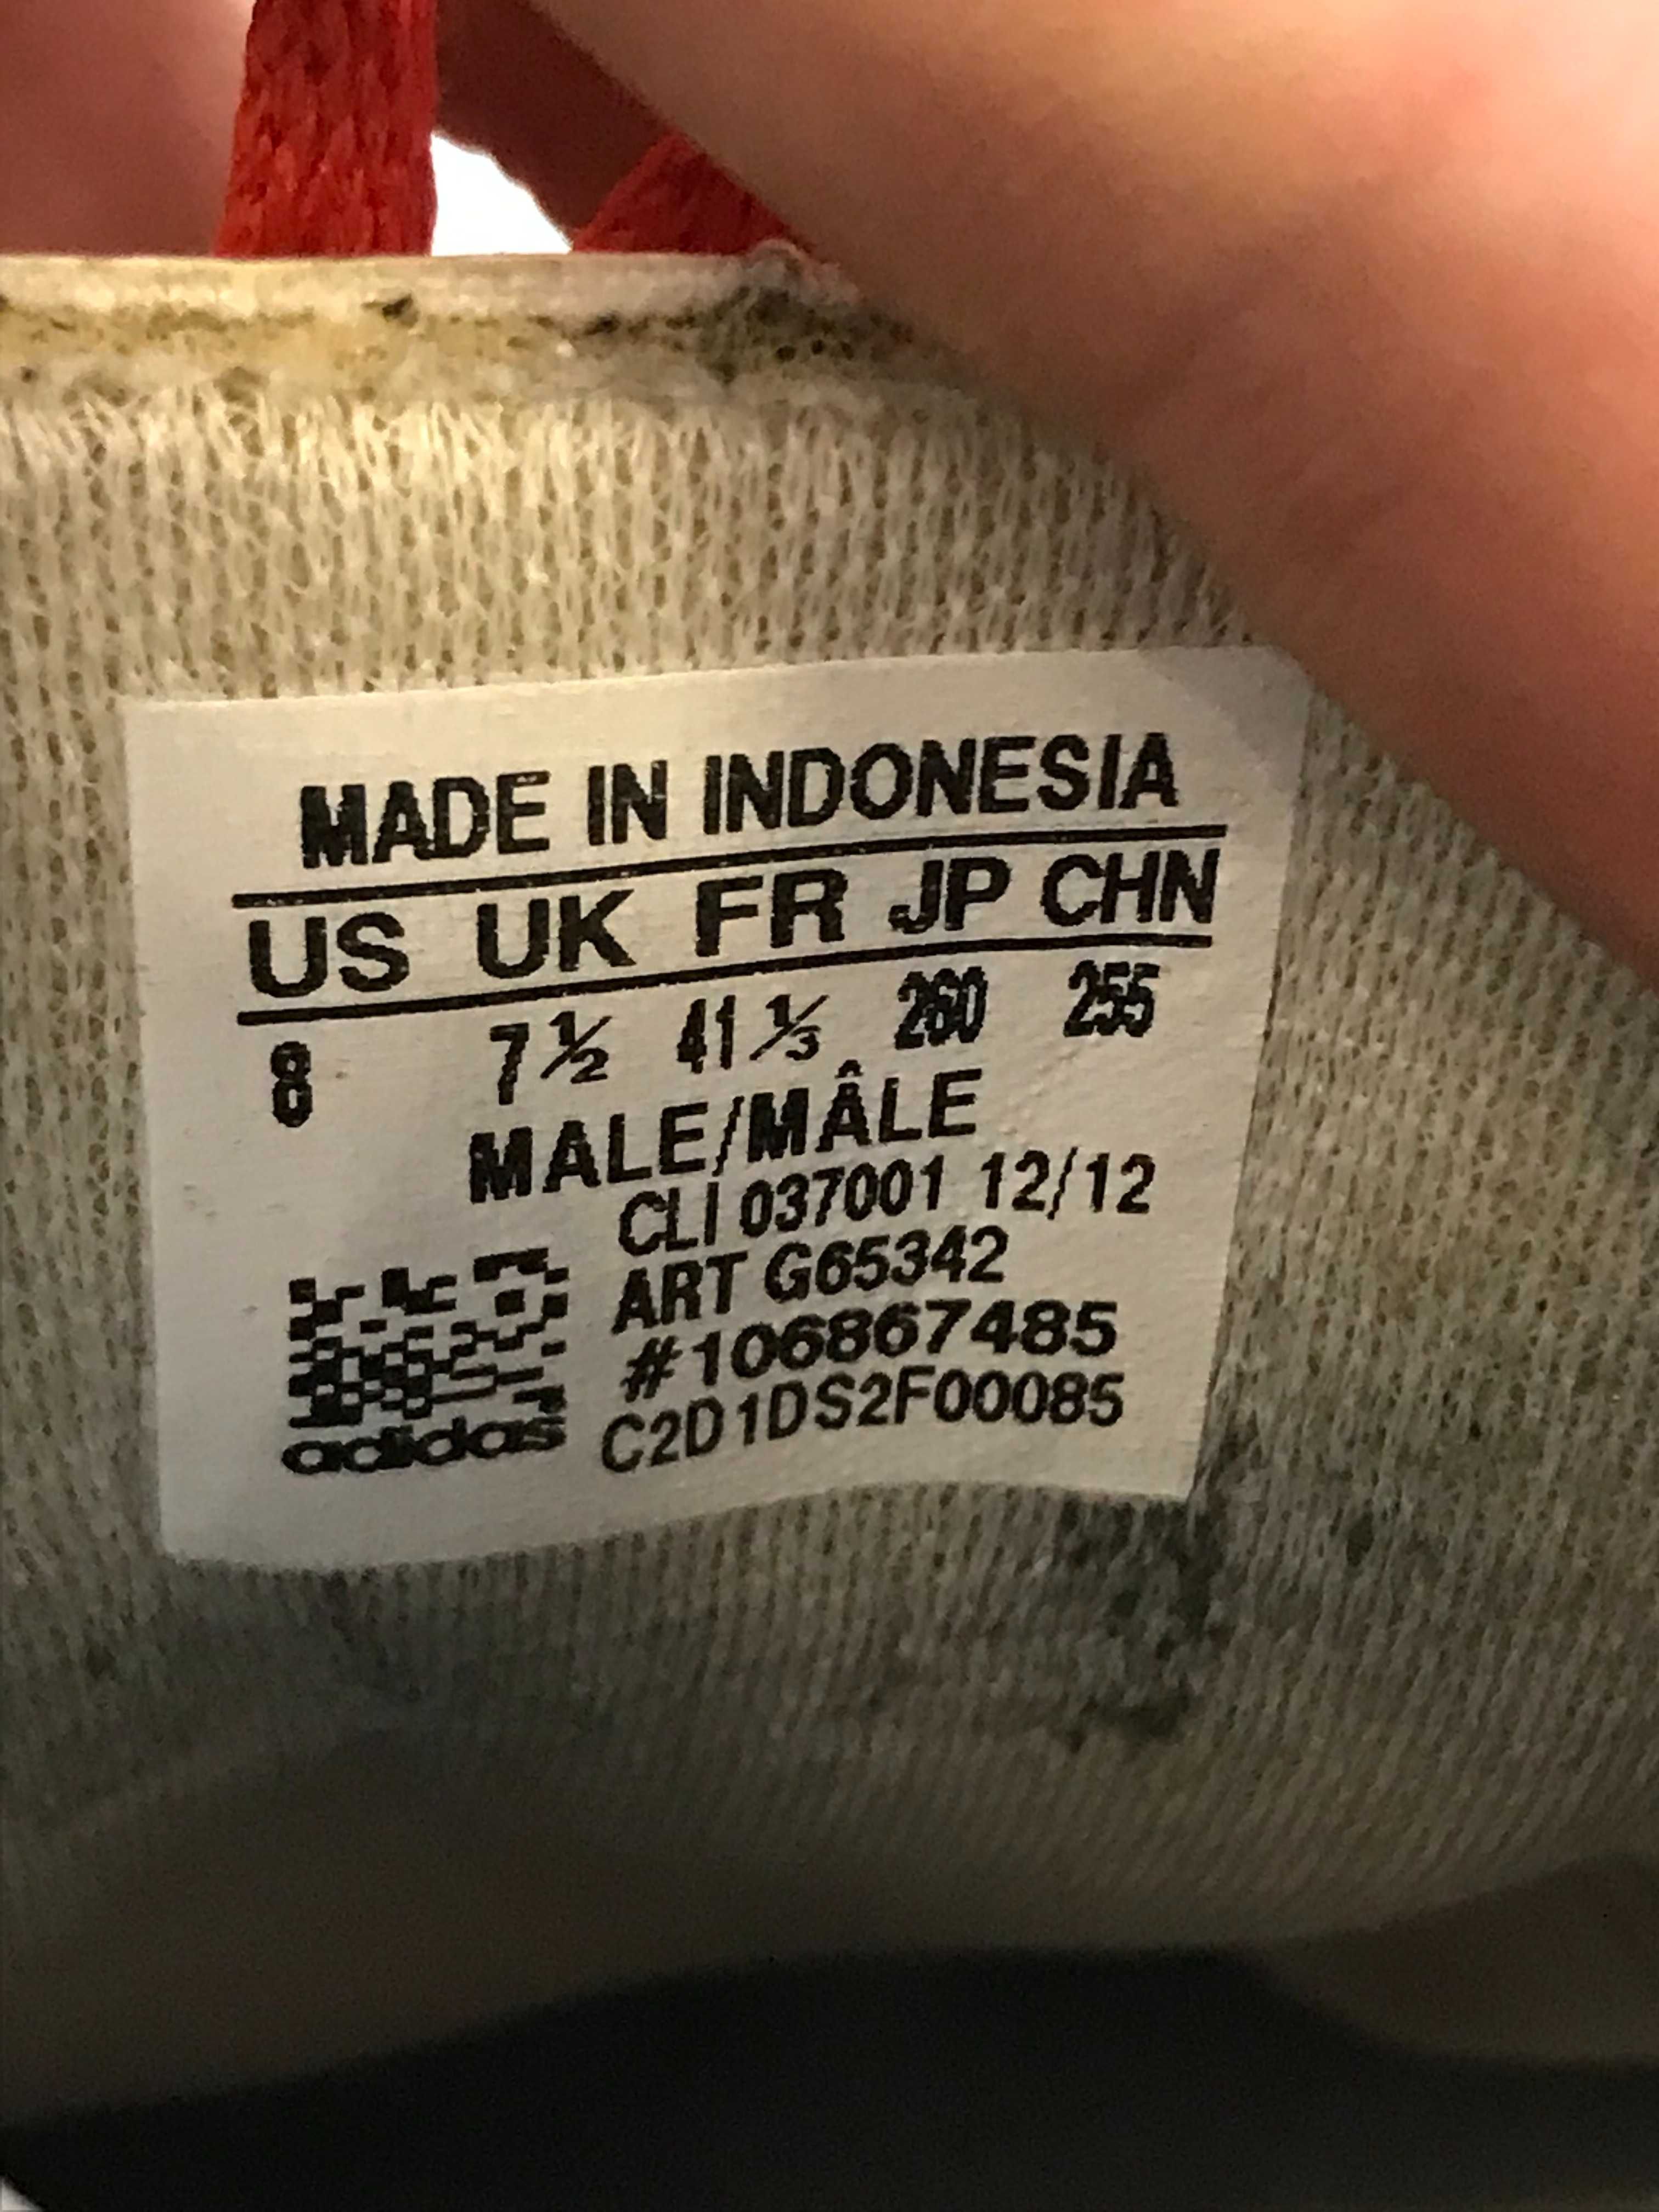 MADE IN INDONESIA
US UK FR JP CHN
8 7½ 41⅓ 260 255
MALE/MÂLE
CLI 037001 12/12
ART G65342
#106867485
adidas C2D1DS2F00085